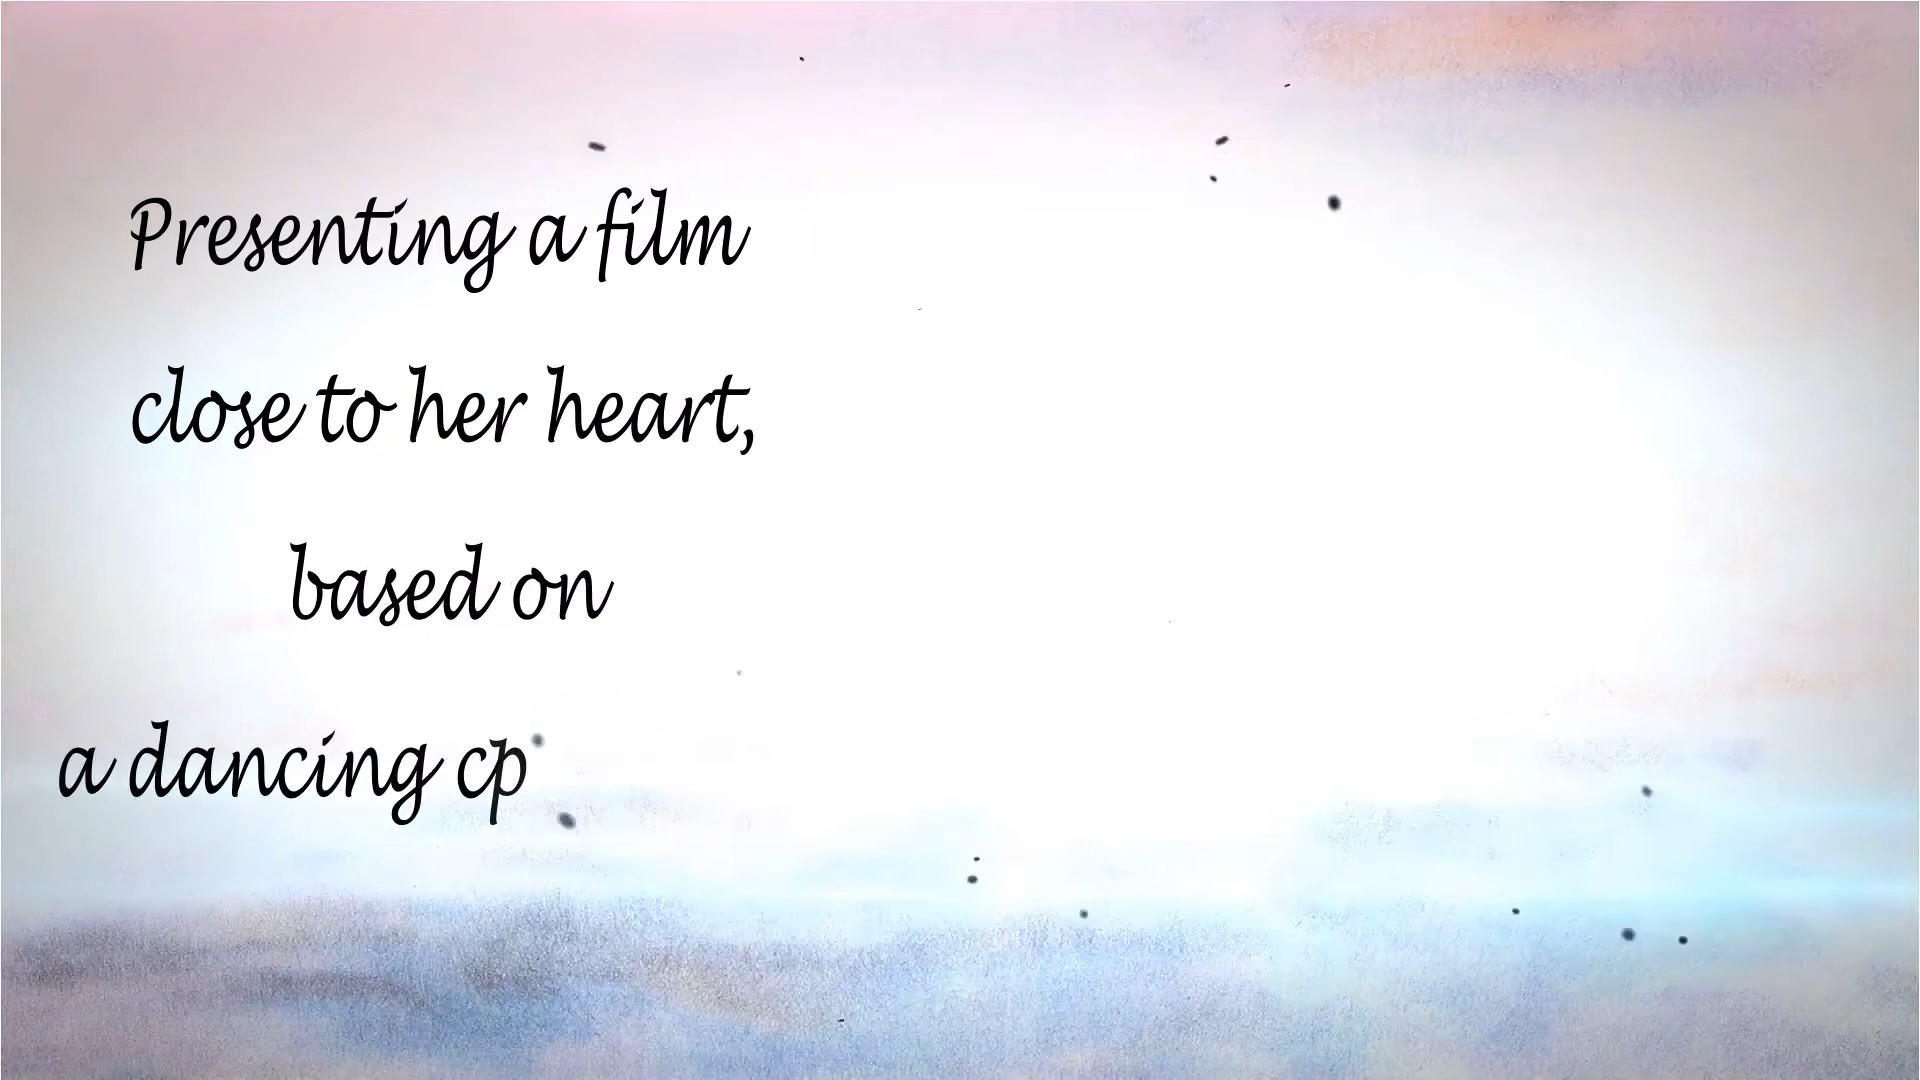 Presenting a film
close to her heart,
based on
a dancing cp